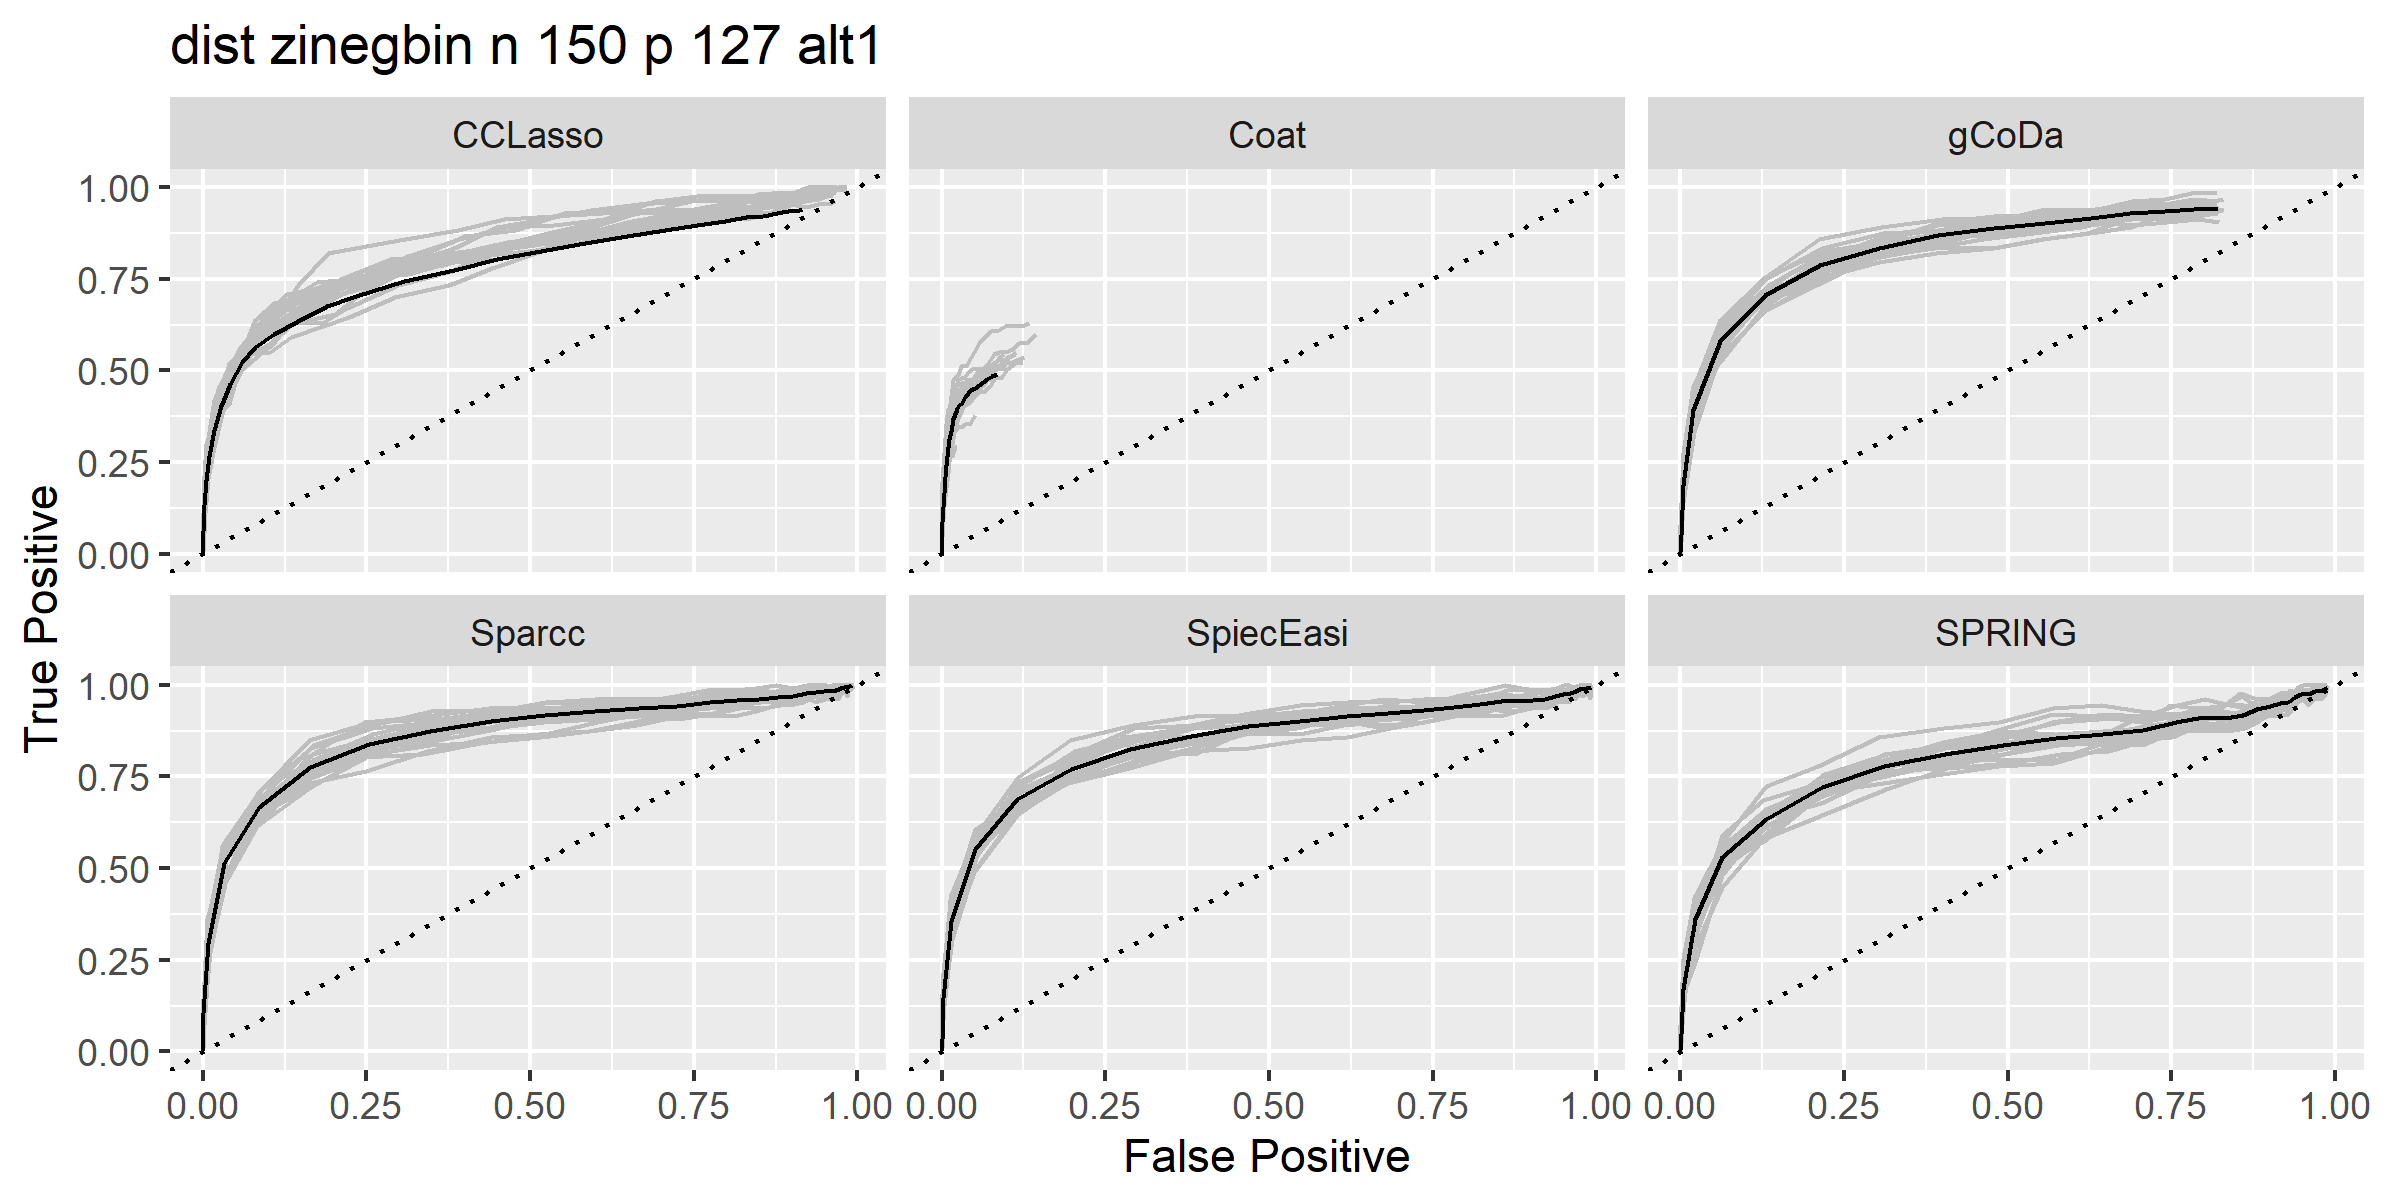 dist zinegbin n 150 p 127 alt1
CCLasso
Coat
gCoDa
1.00
0.75
0.50
0.25
0.00
Sparcc
SpiecEasi
SPRING
1.00
0.75
0.50
0.25
0.00
True Positive
0.00 0.25 0.50 0.75 1.00 0.00 0.25 0.50 0.75 1.00 0.00 0.25 0.50 0.75 1.00
False Positive